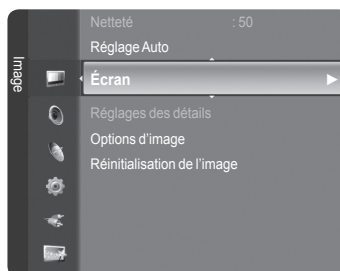 Image
Netteté : 50
Réglage Auto
Écran
Réglages des détails
Options d'image
Réinitialisation de l'image